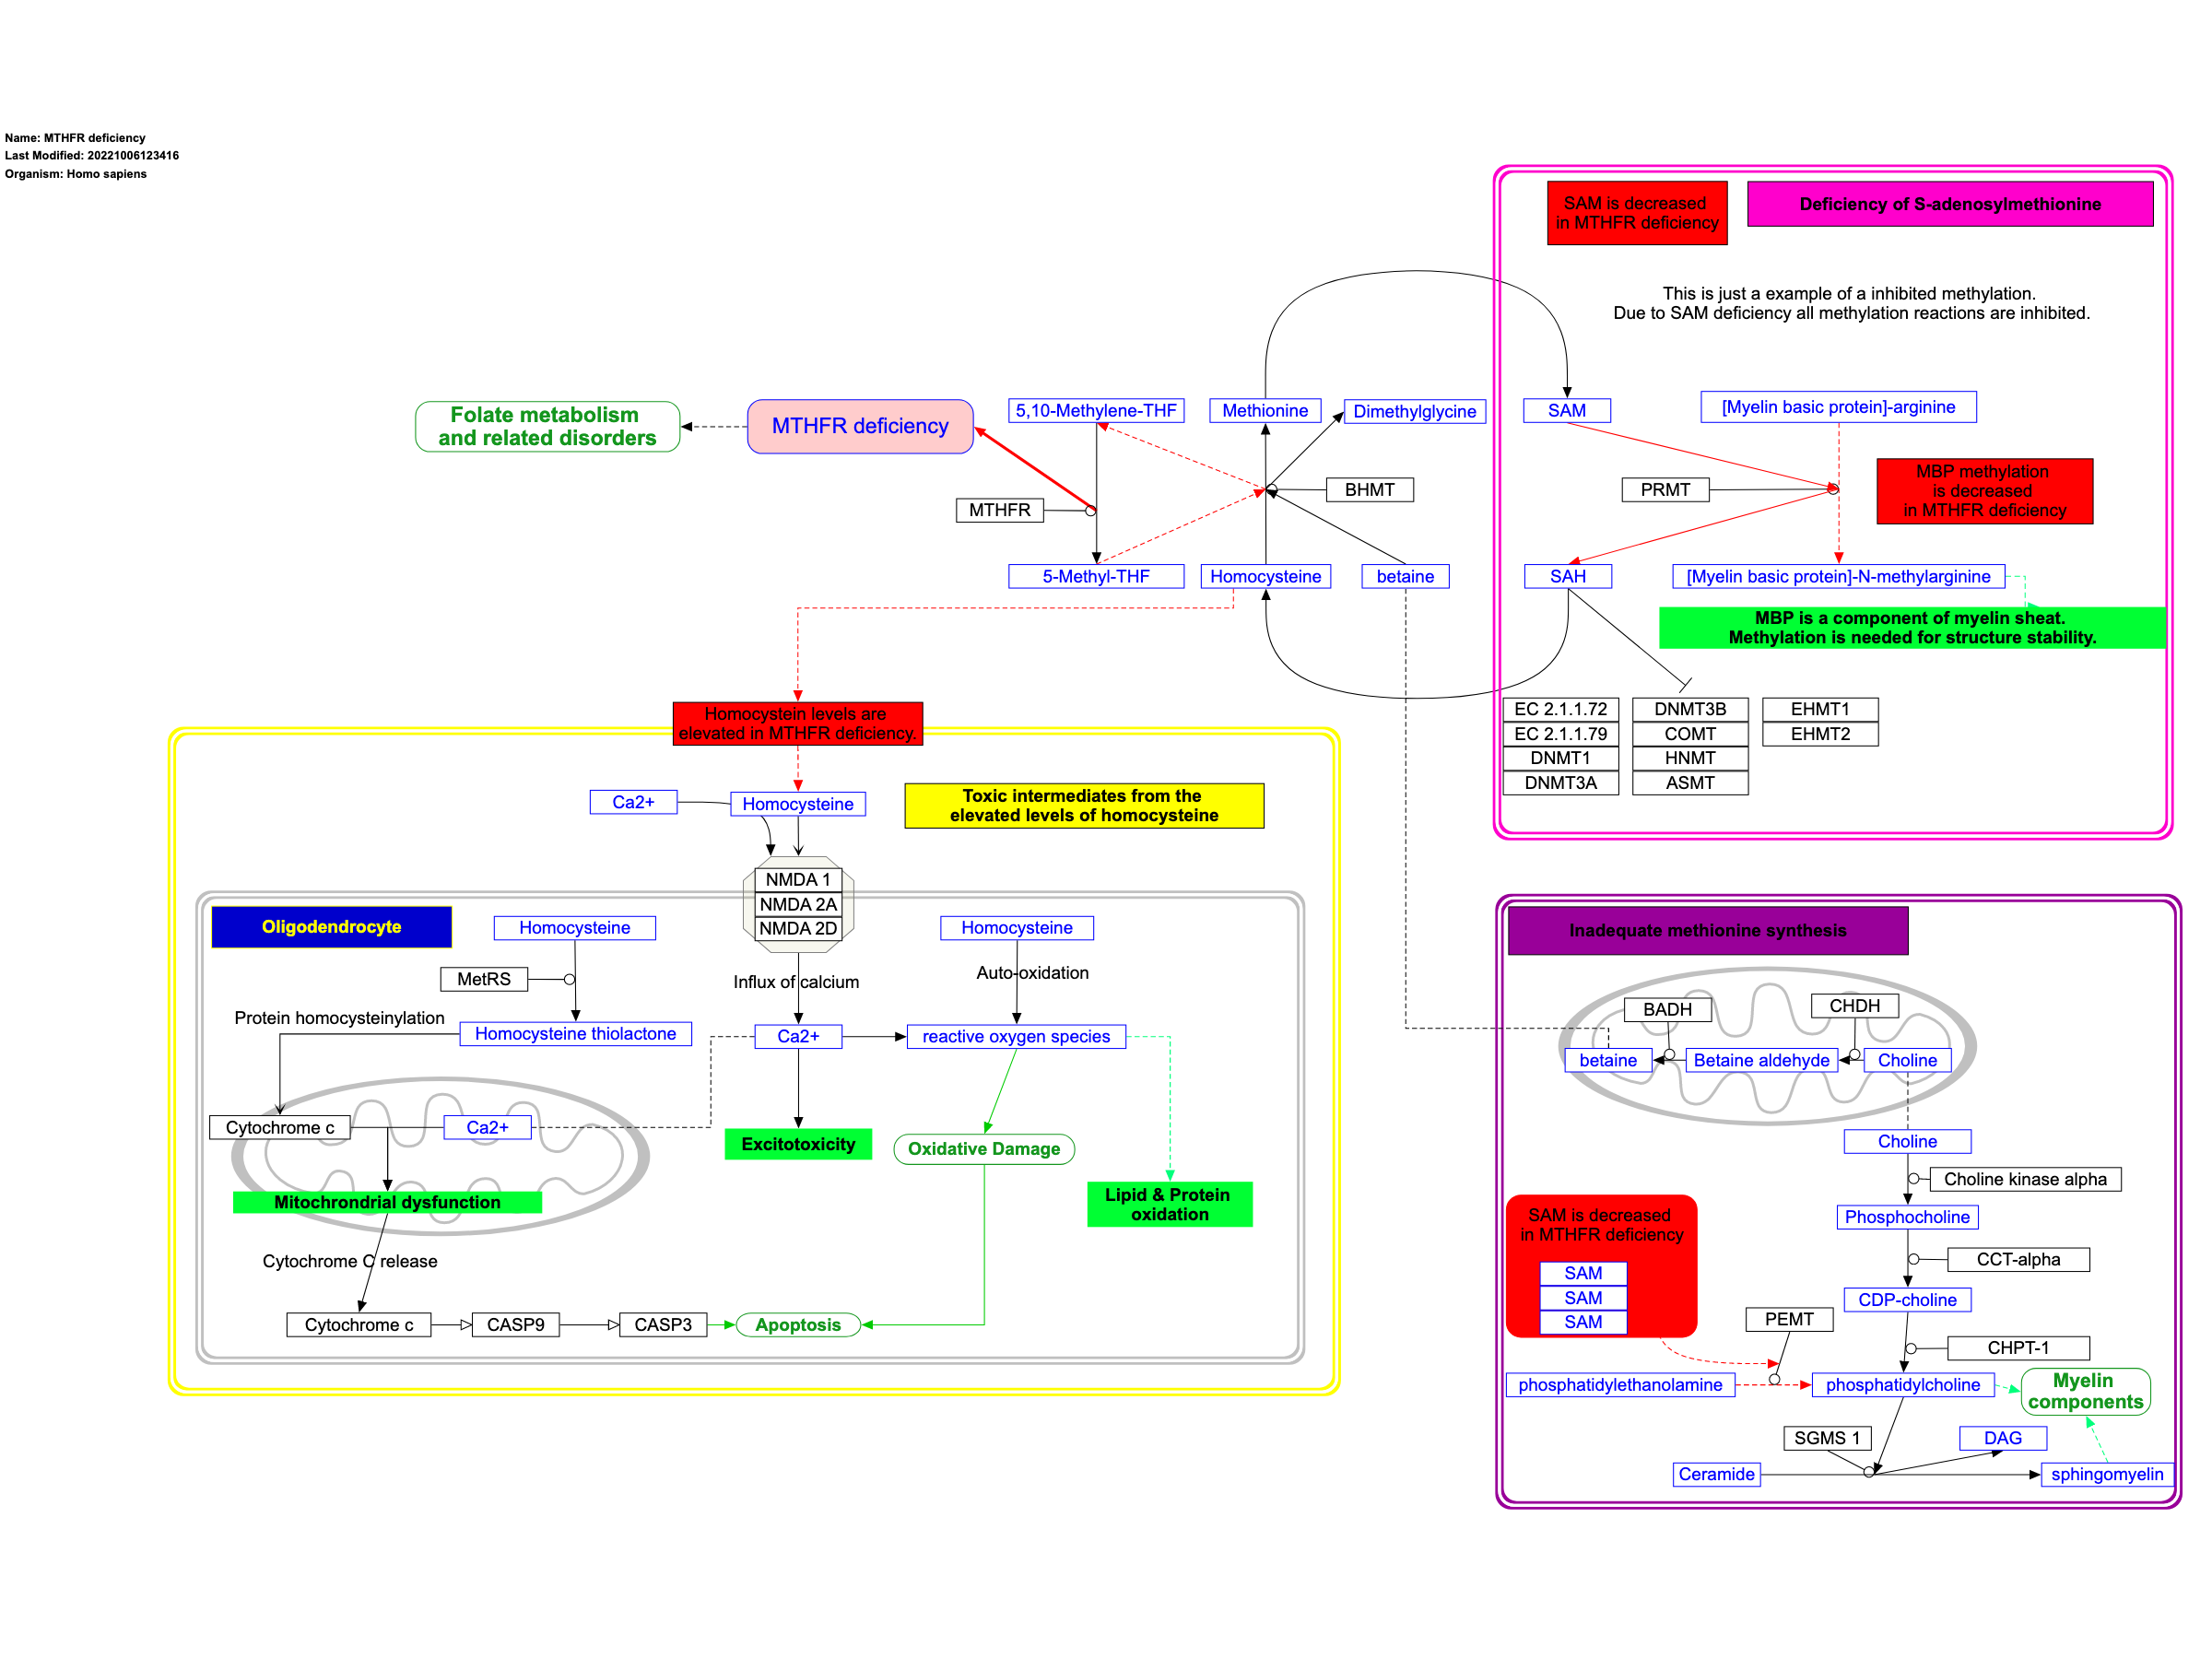 Name: MTHFR deficiency
Last Modified: 20221006123416
Organism: Homo sapiens
SAM is decreased
in MTHFR deficiency
Deficiency of S-adenosylmethionine
This is just a example of a inhibited methylation.
Due to SAM deficiency all methylation reactions are inhibited.
Folate metabolism
and related disorders
MTHFR deficiency
5,10-Methylene-THF
Methionine
Dimethylglycine
SAM
[Myelin basic protein]-arginine
MTHFR
BHMT
PRMT
MBP methylation
is decreased
in MTHFR deficiency
5-Methyl-THF
Homocysteine
betaine
SAH
[Myelin basic protein]-N-methylarginine
MBP is a component of myelin sheat.
Methylation is needed for structure stability.
EC 2.1.1.72
DNMT3B
EHMT1
EC 2.1.1.79
COMT
EHMT2
DNMT1
HNMT
DNMT3A
ASMT
Homocystein levels are
elevated in MTHFR deficiency.
Ca2+
Homocysteine
Toxic intermediates from the
elevated levels of homocysteine
NMDA 1
NMDA 2A
NMDA 2D
Oligodendrocyte
Homocysteine
Homocysteine
MetRS
Influx of calcium
Auto-oxidation
Protein homocysteinylation
Homocysteine thiolactone
Ca2+
reactive oxygen species
Cytochrome c
Ca2+
Excitotoxicity
Oxidative Damage
Mitochrondrial dysfunction
Lipid & Protein
oxidation
Cytochrome C release
Cytochrome c
CASP9
CASP3
Apoptosis
Inadequate methionine synthesis
BADH
CHDH
betaine
Betaine aldehyde
Choline
Choline
Choline kinase alpha
Phosphocholine
SAM is decreased
in MTHFR deficiency
SAM
SAM
SAM
CCT-alpha
CDP-choline
PEMT
CHPT-1
phosphatidylethanolamine
phosphatidylcholine
Myelin
components
SGMS 1
DAG
Ceramide
sphingomyelin